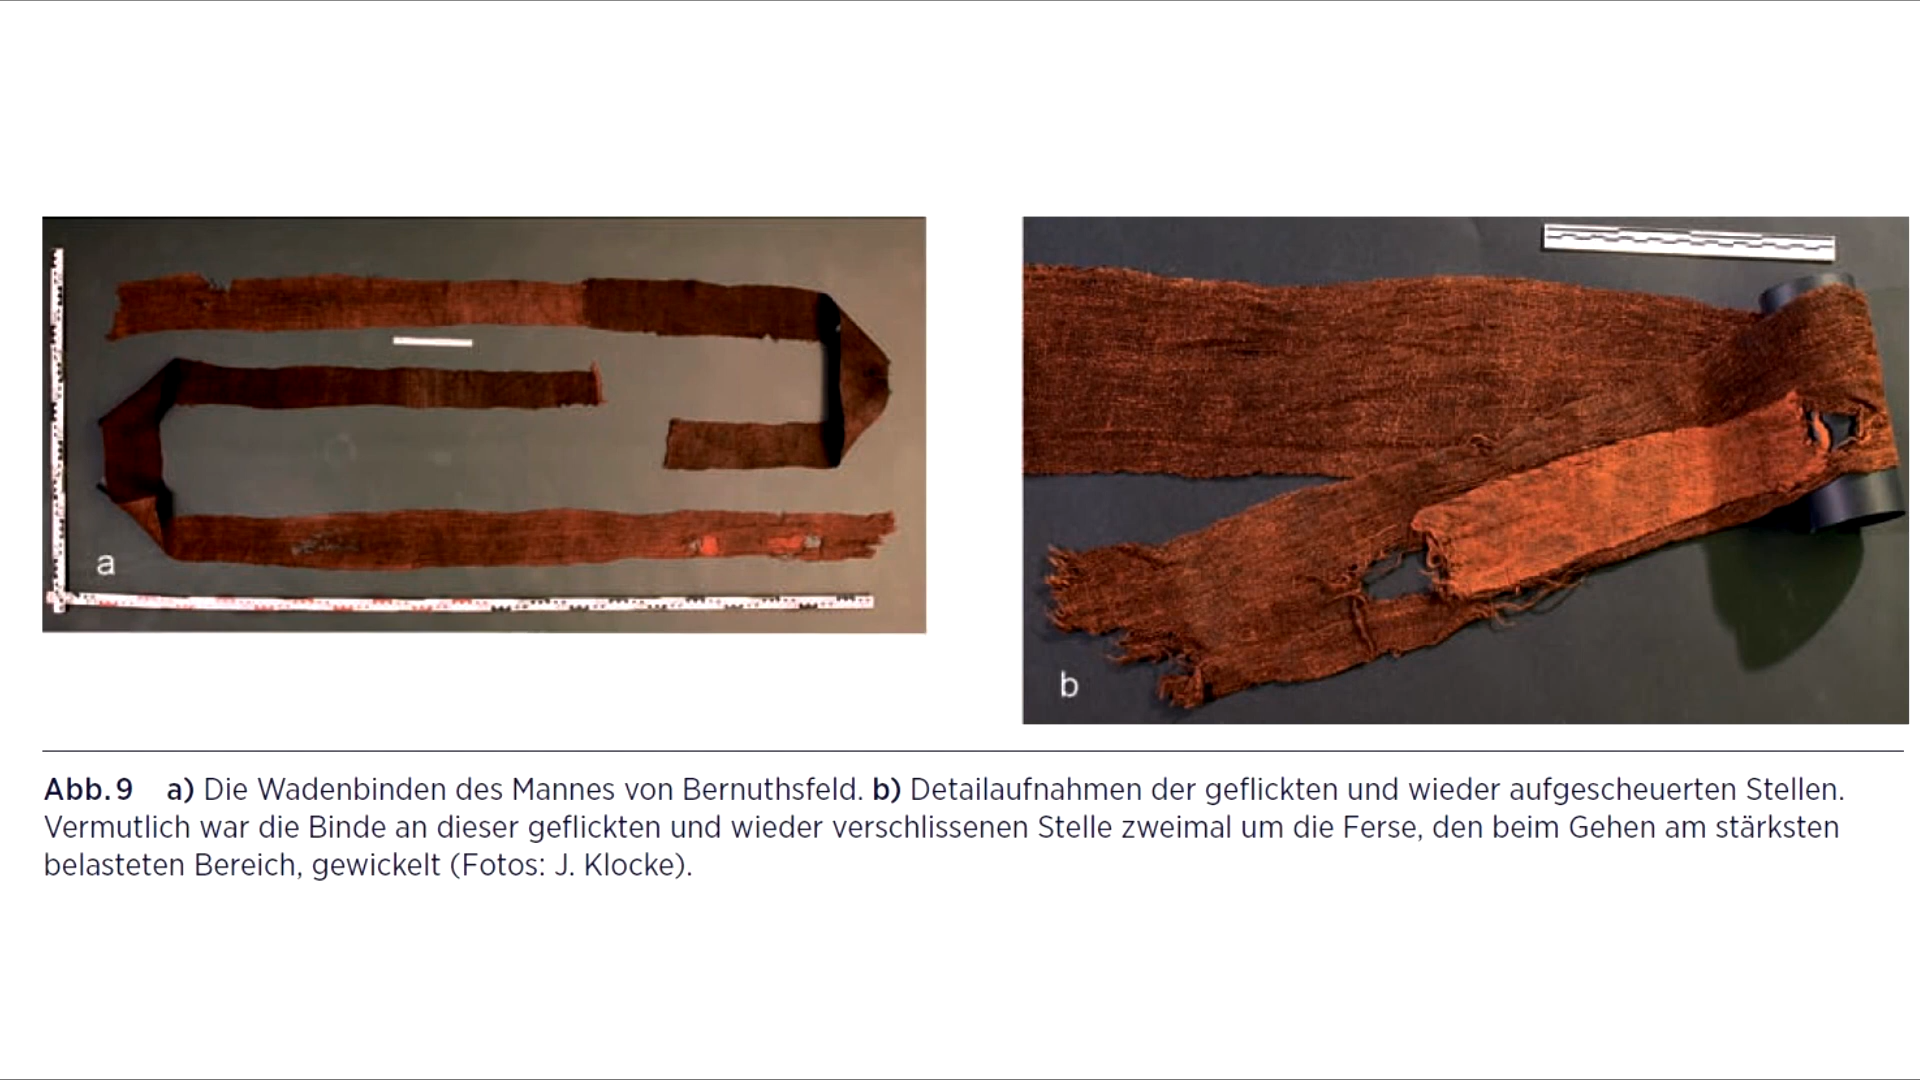 a
b
Abb. 9 a) Die Wadenbinden des Mannes von Bernuthsfeld. b) Detailaufnahmen der geflickten und wieder aufgescheuerten Stellen.
Vermutlich war die Binde an dieser geflickten und wieder verschlissenen Stelle zweimal um die Ferse, den beim Gehen am stärksten
belasteten Bereich, gewickelt (Fotos: J. Klocke).